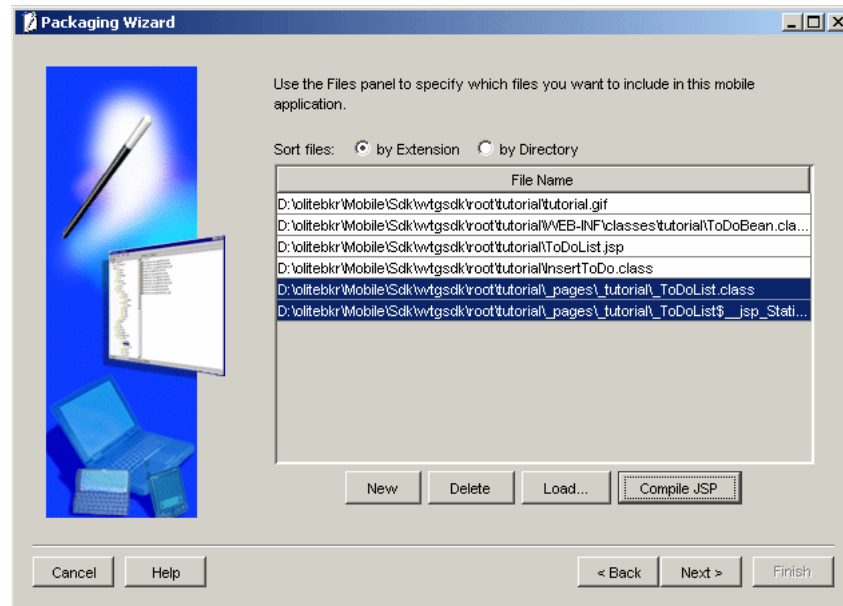 Packaging Wizard
Use the Files panel to specify which files you want to include in this mobile
application.
Sort files: by Extension by Directory
File Name
D:\olitebkr\Mobile\Sdk\wtgsdk\root\tutorial\tutorial.gif
D:\olitebkr\Mobile\Sdk\wtgsdk\root\tutorial\WEB-INF\classes\tutorial\ToDoBean.cla...
D:\olitebkr\Mobile\Sdk\wtgsdk\root\tutorial\ToDoList.jsp
D:\olitebkr\Mobile\Sdk\wtgsdk\root\tutorial\InsertToDo.class
D:\olitebkr\Mobile\Sdk\wtgsdk\root\tutorial\_pages\_tutorial\_ToDoList.class
D:\olitebkr\Mobile\Sdk\wtgsdk\root\tutorial\_pages\_tutorial\_ToDoList$__jsp_Stati...
New Delete Load... Compile JSP
Cancel Help < Back Next > Finish